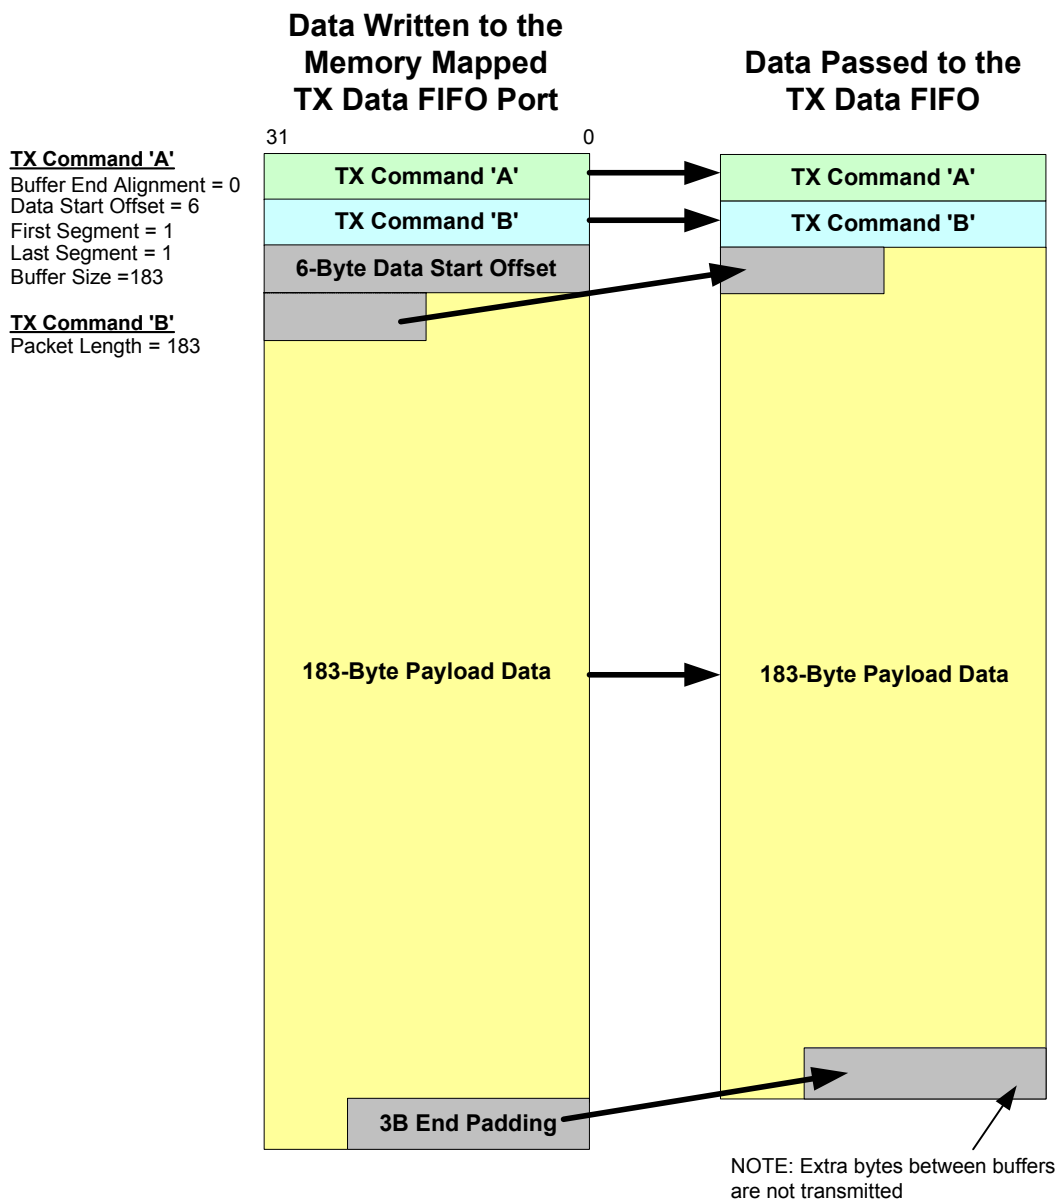 Data Written to the
Memory Mapped
TX Data FIFO Port
Data Passed to the
TX Data FIFO
31
0
TX Command 'A'
Buffer End Alignment = 0
Data Start Offset = 6
First Segment = 1
Last Segment = 1
Buffer Size =183
TX Command 'B'
Packet Length = 183
TX Command 'A'
TX Command 'B'
6-Byte Data Start Offset
183-Byte Payload Data
3B End Padding
TX Command 'A'
TX Command 'B'
183-Byte Payload Data
NOTE: Extra bytes between buffers
are not transmitted